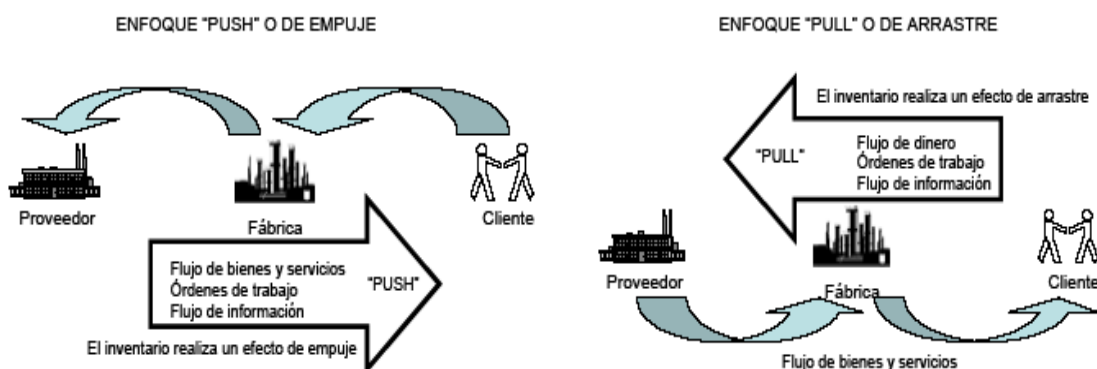 ENFOQUE "PUSH" O DE EMPUJE
Proveedor
Fábrica
Cliente
Flujo de bienes y servicios
Órdenes de trabajo
Flujo de información
"PUSH"
El inventario realiza un efecto de empuje
ENFOQUE "PULL" O DE ARRASTRE
El inventario realiza un efecto de arrastre
"PULL"
Flujo de dinero
Órdenes de trabajo
Flujo de información
Proveedor
Fábrica
Cliente
Flujo de bienes y servicios